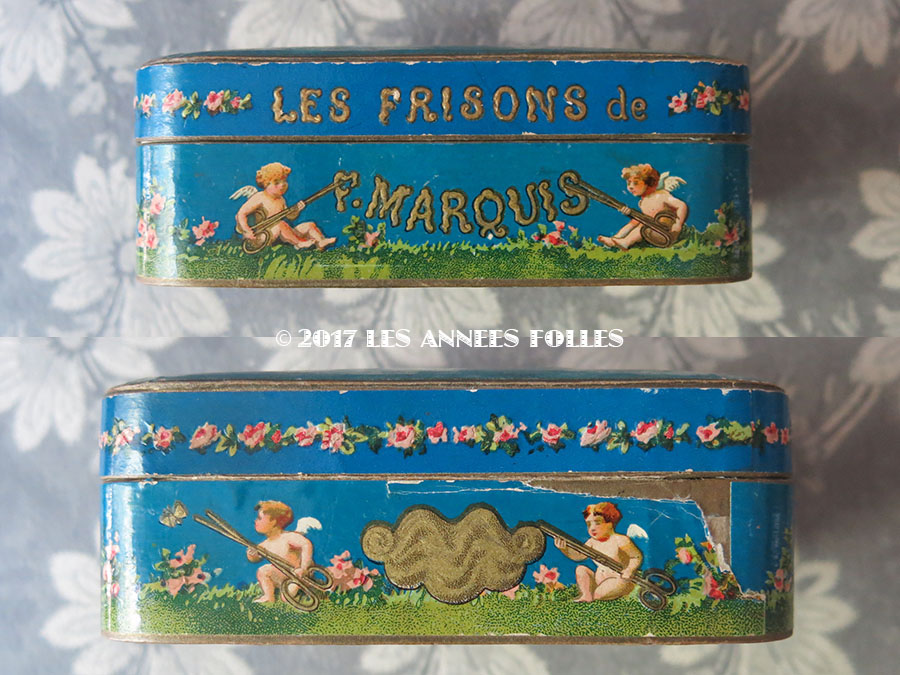 LES FRISONS de
F. MARQUIS
© 2017 LES ANNEES FOLLES